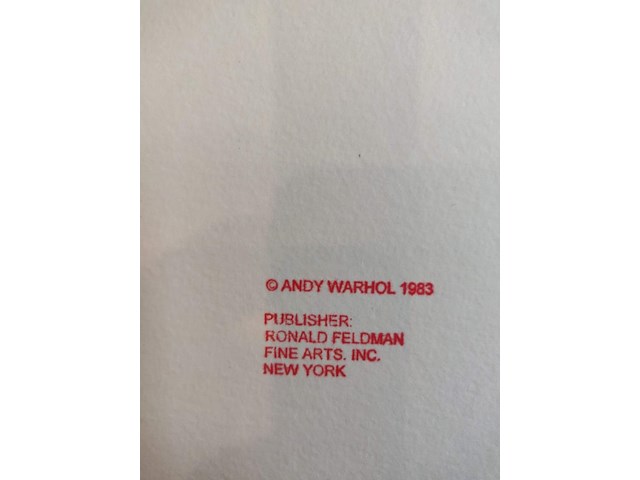 © ANDY WARHOL 1983
PUBLISHER:
RONALD FELDMAN
FINE ARTS. INC.
NEW YORK